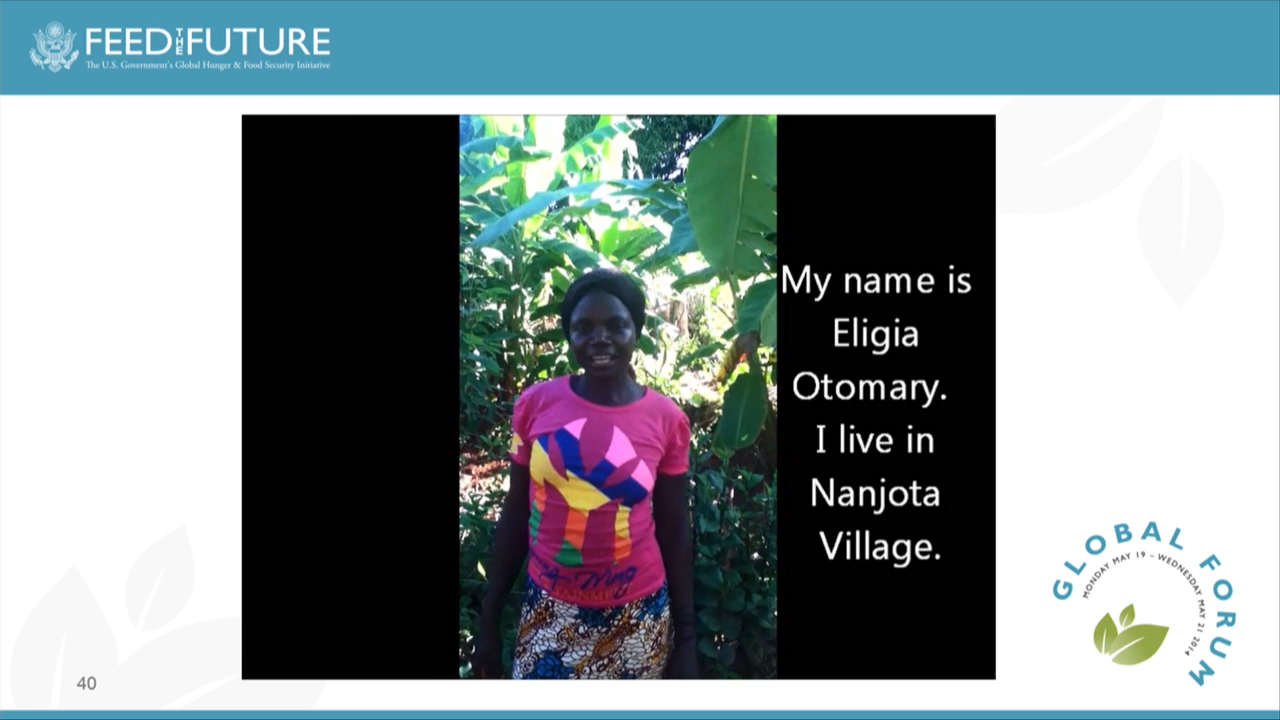 FEED THE FUTURE
The U.S. Government's Global Hunger & Food Security Initiative
My name is
Eligia
Otomary.
I live in
Nanjota
Village.
GLOBAL FORUM
MONDAY MAY 19 – WEDNESDAY MAY 21 2014
40